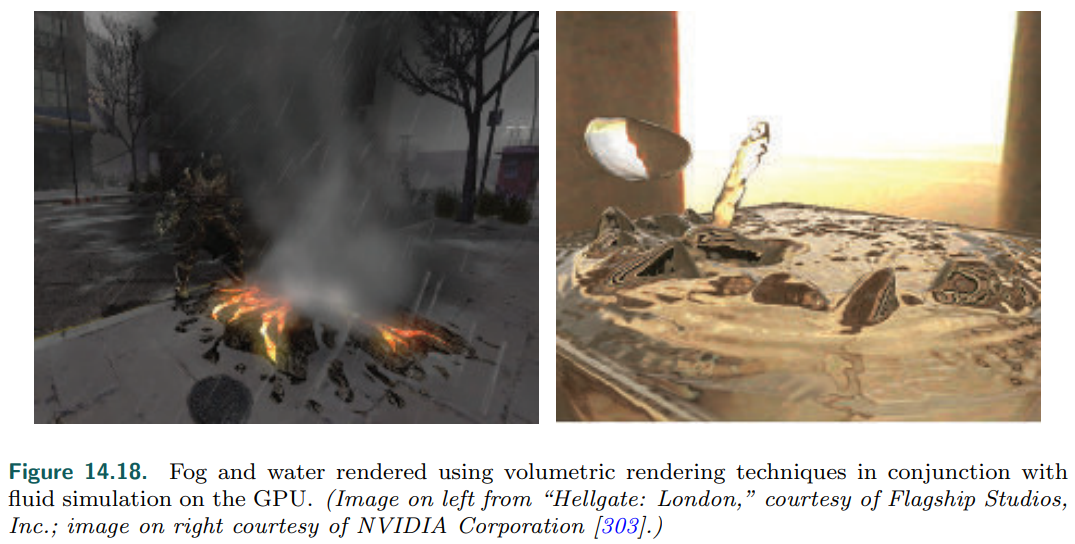 Figure 14.18. Fog and water rendered using volumetric rendering techniques in conjunction with
fluid simulation on the GPU. (Image on left from “Hellgate: London,” courtesy of Flagship Studios,
Inc.; image on right courtesy of NVIDIA Corporation [303].)